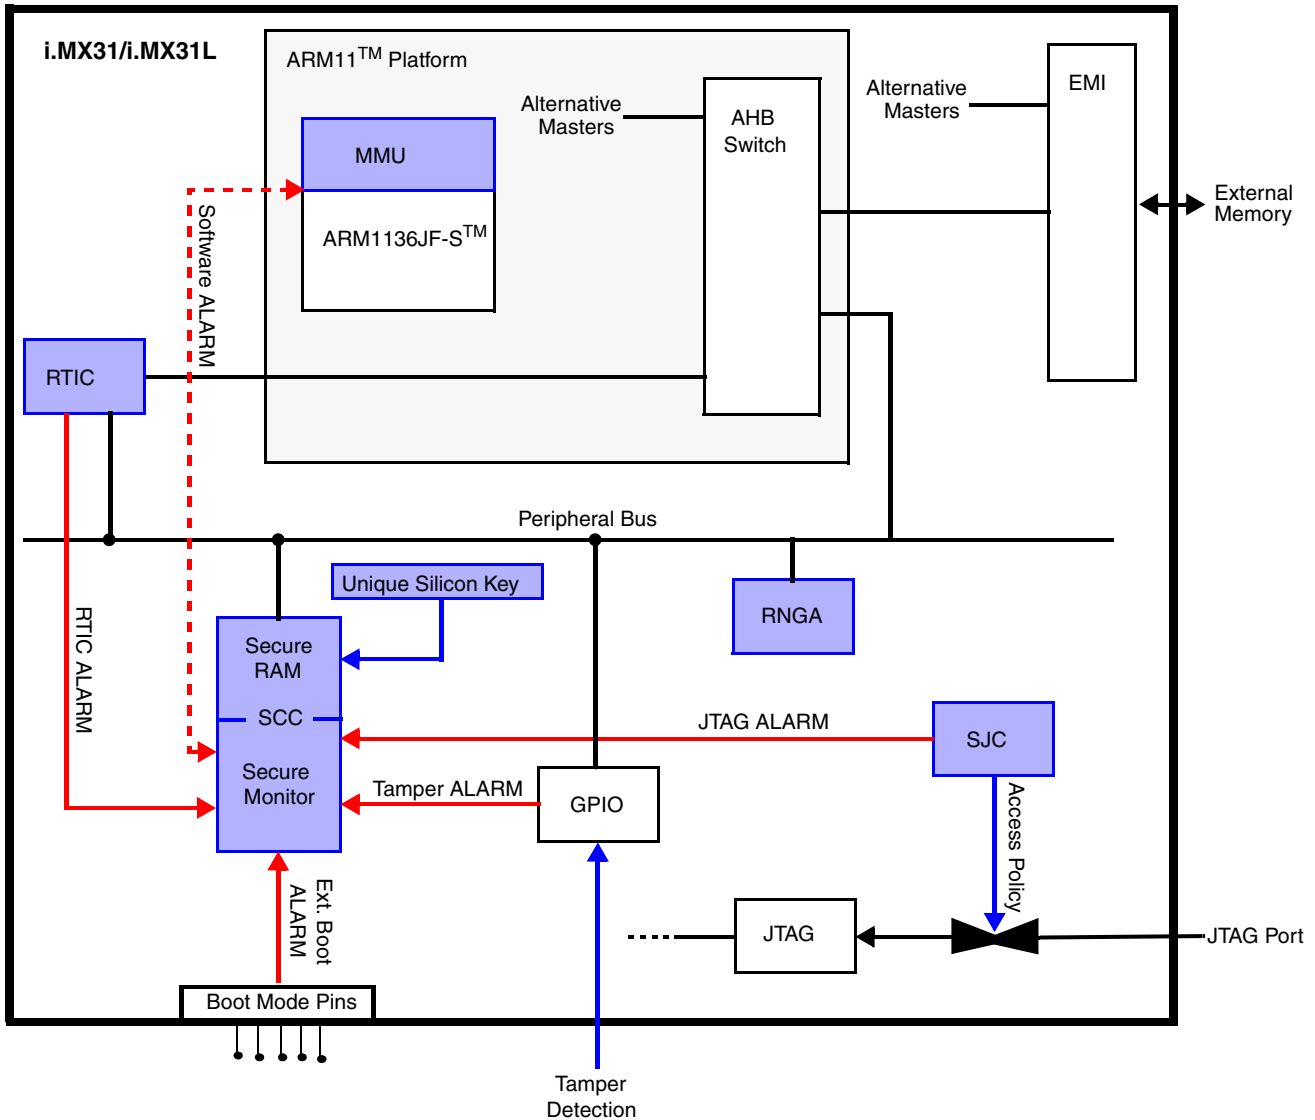 i.MX31/i.MX31L
ARM11™ Platform
Alternative
Masters
AHB
Switch
Alternative
Masters
EMI
MMU
ARM1136JF-S™
External
Memory
Software ALARM
RTIC
Peripheral Bus
Unique Silicon Key
RNGA
RTIC ALARM
Secure
RAM
SCC
Secure
Monitor
JTAG ALARM
SJC
Tamper ALARM
GPIO
Access Policy
Ext. Boot
ALARM
JTAG
JTAG Port
Boot Mode Pins
Tamper
Detection